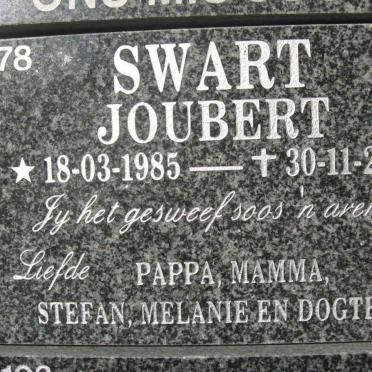 78
SWART
JOUBERT
★ 18-03-1985 — ✝ 30-11-2
Jy het gesweef soos 'n aren
Liefde PAPPA, MAMMA,
STEFAN, MELANIE EN DOGTE